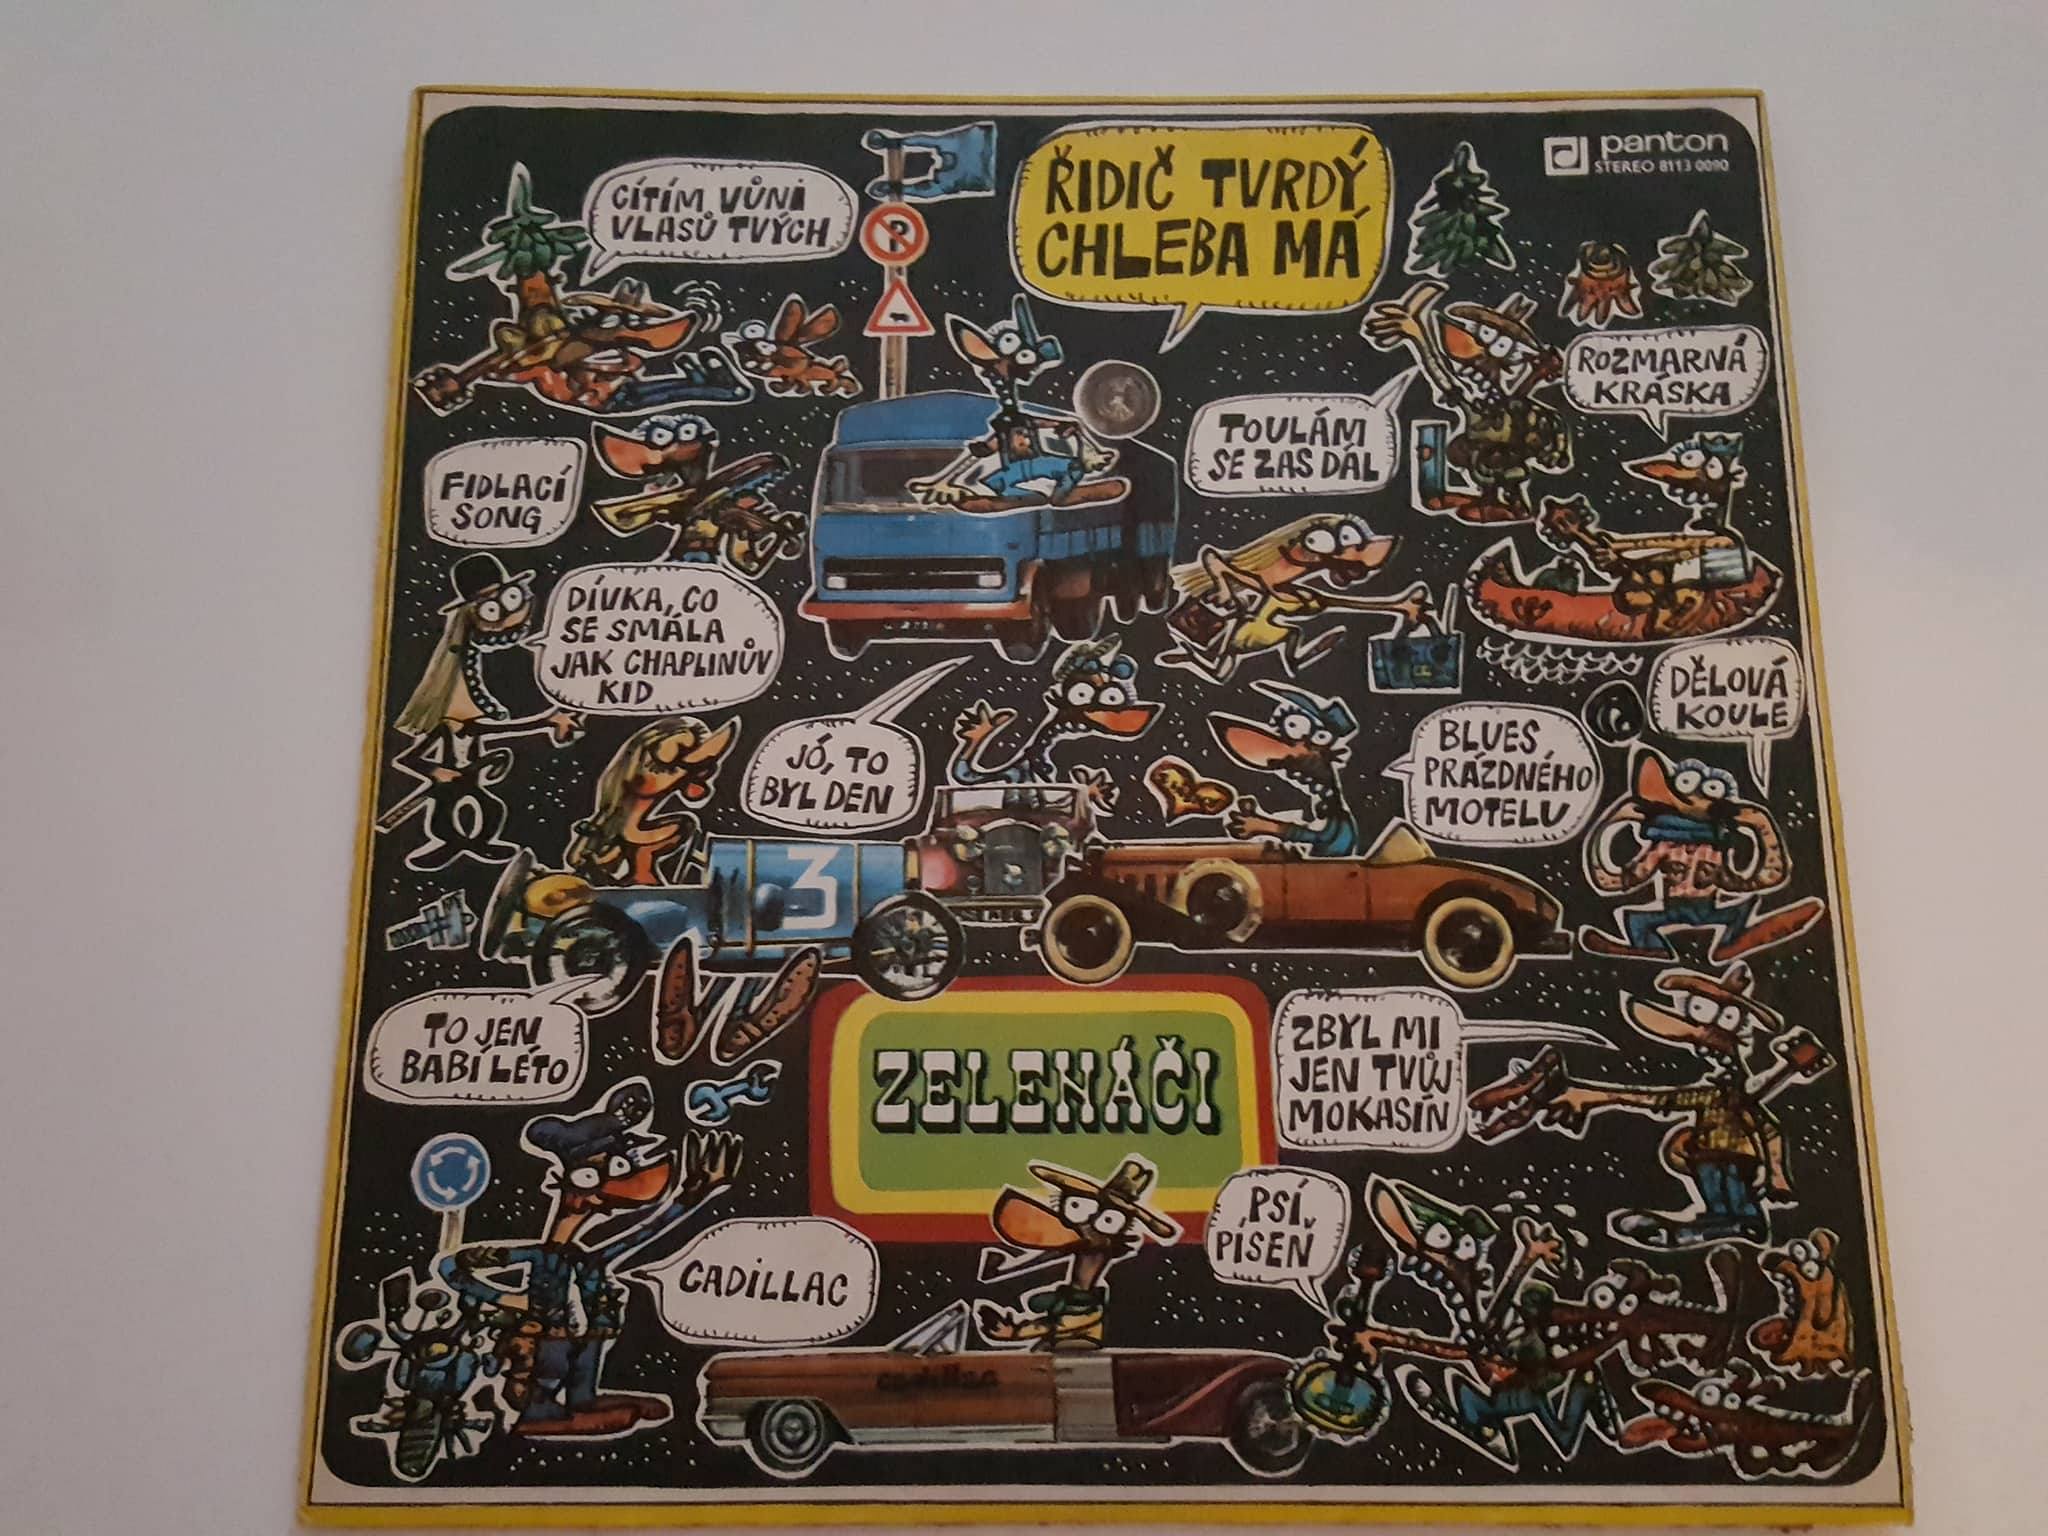 panton
STEREO 8113 0090
ŘIDIČ TVRDÝ
CHLEBA MÁ
CÍTÍM VŮNI
VLASŮ TVÝCH
P
ROZMARNÁ
KRÁSKA
TOULÁM
SE ZAS DÁL
FIDLACÍ
SONG
DÍVKA, CO
SE SMÁLA
JAK CHAPLINŮV
KID
DĚLOVÁ
KOULE
JÓ, TO
BYL DEN
BLUES
PRÁZDNÉHO
MOTELU
3
TO JEN
BABÍ LÉTO
ZELENÁČI
ZBYL MI
JEN TVŮJ
MOKASÍN
PSÍ
PÍSEŇ
CADILLAC
cadillac